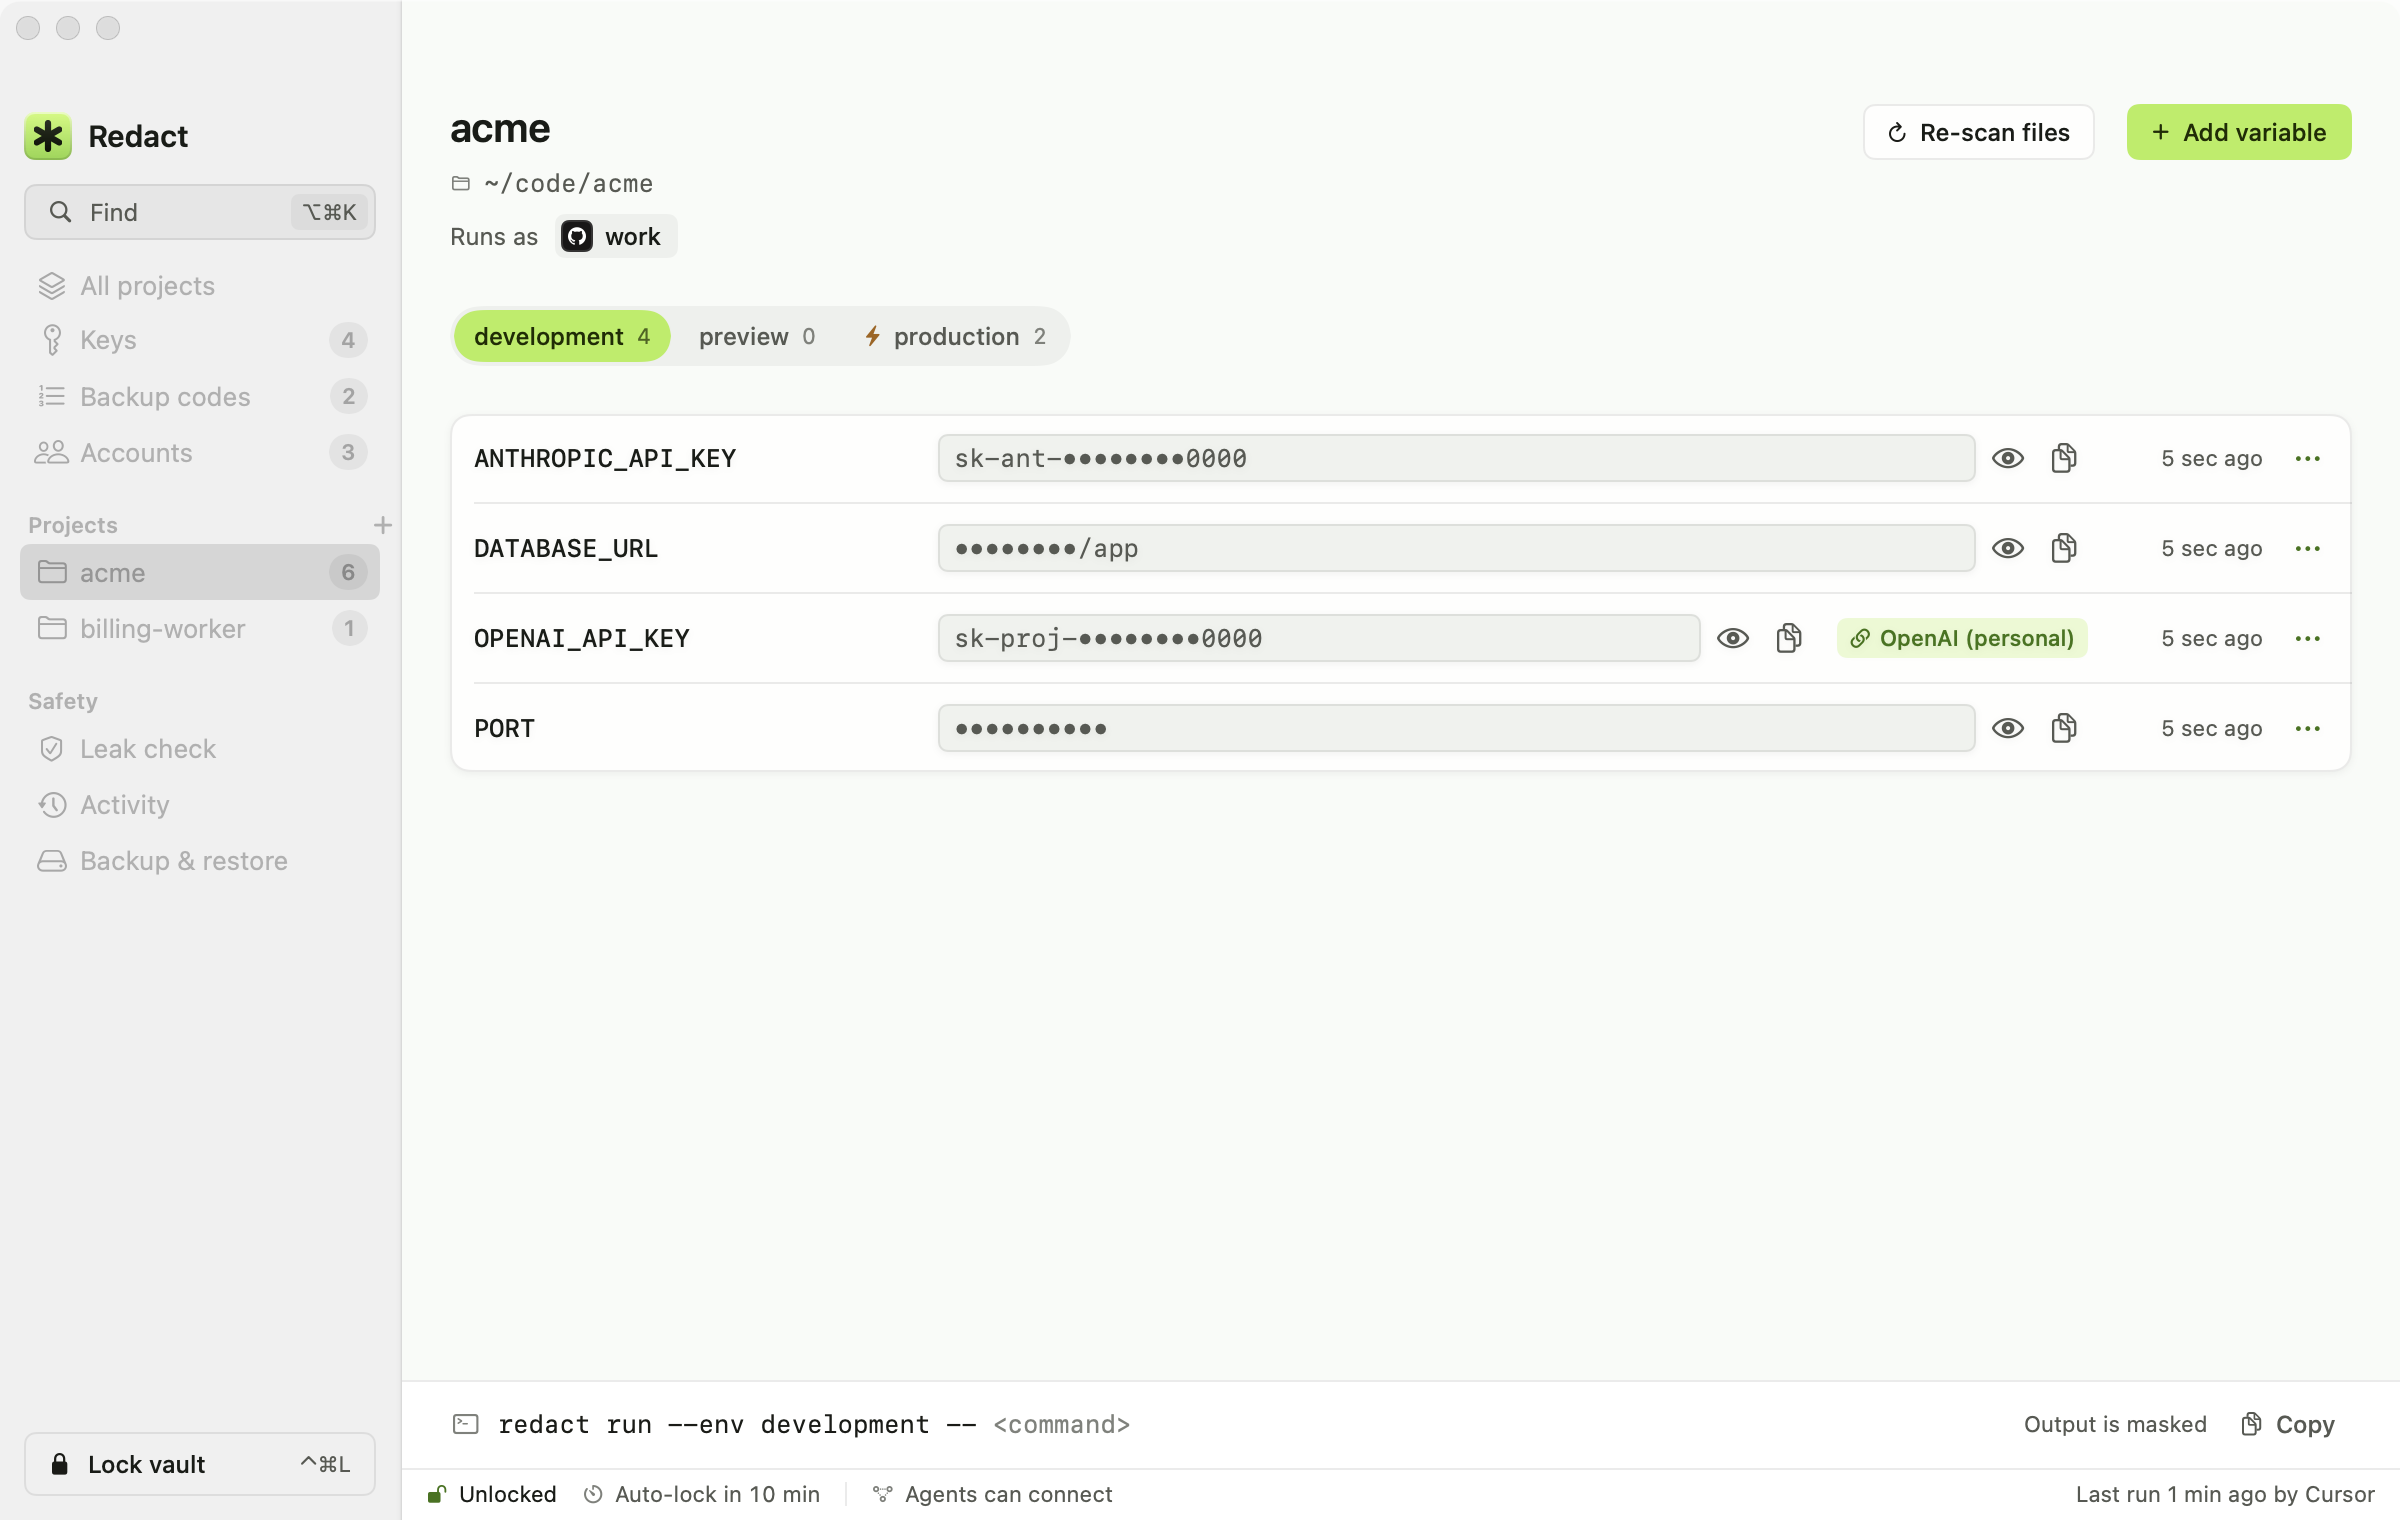 Redact
Find ⌥⌘K
All projects
Keys 4
Backup codes 2
Accounts 3
Projects +
acme 6
billing-worker 1
Safety
Leak check
Activity
Backup & restore
Lock vault ^⌘L
acme
Re-scan files
+ Add variable
~/code/acme
Runs as work
development 4 preview 0 production 2
ANTHROPIC_API_KEY sk-ant-••••••••0000 5 sec ago ...
DATABASE_URL ••••••••/app 5 sec ago ...
OPENAI_API_KEY sk-proj-••••••••0000 OpenAI (personal) 5 sec ago ...
PORT •••••••••• 5 sec ago ...
redact run --env development -- <command> Output is masked Copy
Unlocked Auto-lock in 10 min Agents can connect Last run 1 min ago by Cursor